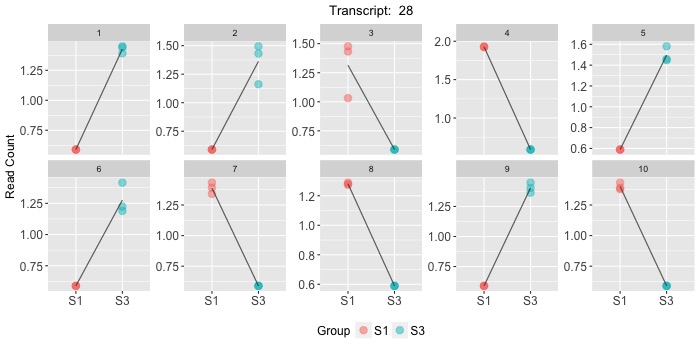 Transcript: 28
1 2 3 4 5
1.25 1.00 0.75
1.50 1.25 1.00 0.75
1.50 1.25 1.00 0.75
2.0 1.5 1.0
1.6 1.4 1.2 1.0 0.8 0.6
Read Count
6 7 8 9 10
1.25 1.00 0.75
1.25 1.00 0.75
1.2 1.0 0.8 0.6
1.25 1.00 0.75
1.25 1.00 0.75
S1 S3 S1 S3 S1 S3 S1 S3 S1 S3
Group S1 S3